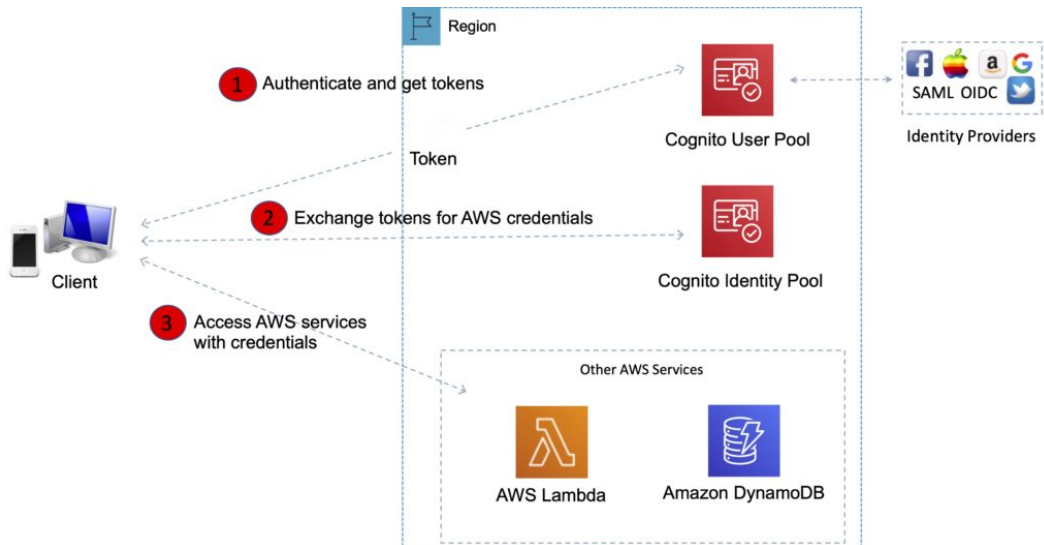 Region
1 Authenticate and get tokens
SAML OIDC
Cognito User Pool
Identity Providers
Token
2 Exchange tokens for AWS credentials
Client
Cognito Identity Pool
3 Access AWS services
with credentials
Other AWS Services
AWS Lambda
Amazon DynamoDB